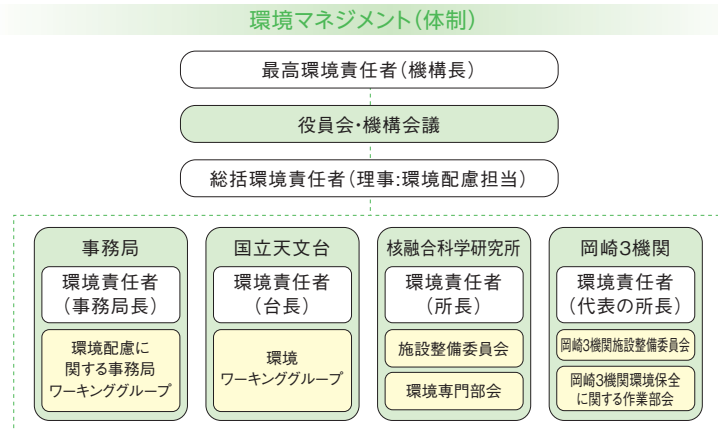 環境マネジメント(体制)
最高環境責任者(機構長)
役員会・機構会議
総括環境責任者(理事:環境配慮担当)
事務局
環境責任者
(事務局長)
環境配慮に
関する事務局
ワーキンググループ
国立天文台
環境責任者
(台長)
環境
ワーキンググループ
核融合科学研究所
環境責任者
(所長)
施設整備委員会
環境専門部会
岡崎3機関
環境責任者
(代表の所長)
岡崎3機関施設整備委員会
岡崎3機関環境保全
に関する作業部会